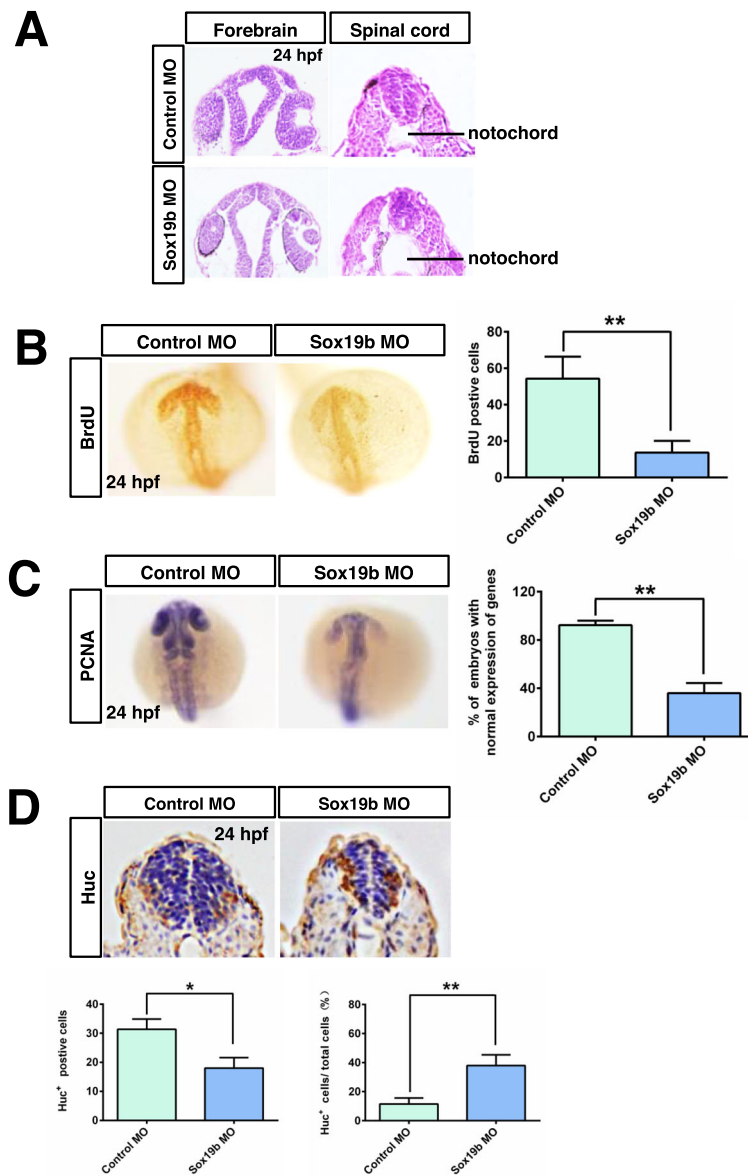 A
Forebrain
Spinal cord
24 hpf
Control MO
notochord
Sox19b MO
notochord
B
Control MO
Sox19b MO
BrdU
24 hpf
BrdU postive cells
80
60
40
20
0
**
Control MO
Sox19b MO
C
Control MO
Sox19b MO
PCNA
24 hpf
% of embryos with
normal expression of genes
120
80
40
0
**
Control MO
Sox19b MO
D
Control MO
Sox19b MO
Huc
24 hpf
Huc⁺ postive cells
40
30
20
10
0
*
Control MO
Sox19b MO
Huc⁺ cells/ total cells (%)
80
60
40
20
0
**
Control MO
Sox19b MO